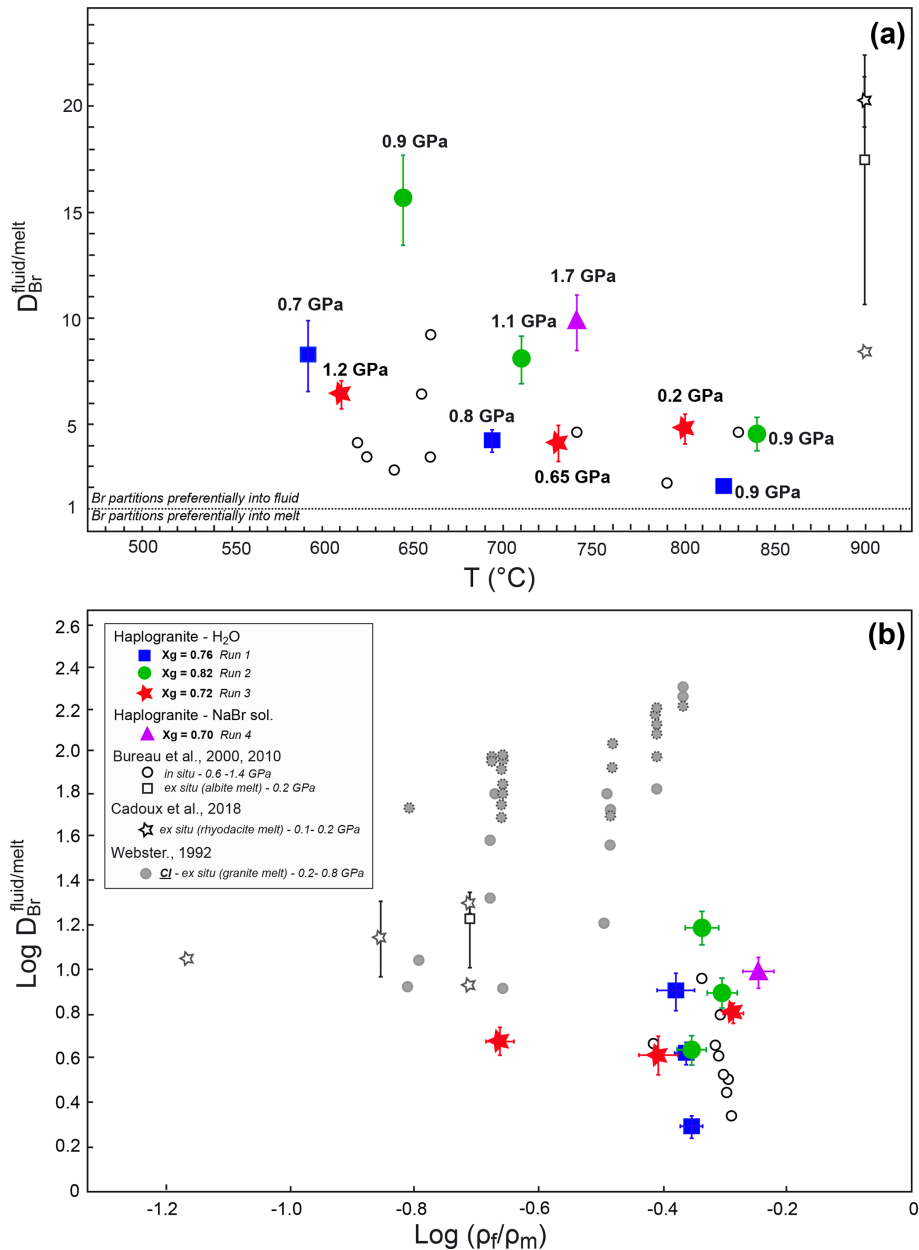 (a)
20
15
10
5
1
D_Br^fluid/melt
0.9 GPa
1.7 GPa
0.7 GPa
1.1 GPa
1.2 GPa
0.2 GPa
0.8 GPa
0.9 GPa
0.65 GPa
0.9 GPa
Br partitions preferentially into fluid
Br partitions preferentially into melt
500 550 600 650 700 750 800 850 900
T (°C)
(b)
2.6
2.4
2.2
2.0
1.8
1.6
1.4
1.2
1.0
0.8
0.6
0.4
0.2
0
Log D_Br^fluid/melt
Haplogranite - H₂O
Xg = 0.76 Run 1
Xg = 0.82 Run 2
Xg = 0.72 Run 3
Haplogranite - NaBr sol.
Xg = 0.70 Run 4
Bureau et al., 2000, 2010
in situ - 0.6 -1.4 GPa
ex situ (albite melt) - 0.2 GPa
Cadoux et al., 2018
ex situ (rhyodacite melt) - 0.1- 0.2 GPa
Webster., 1992
Cl - ex situ (granite melt) - 0.2- 0.8 GPa
-1.2 -1.0 -0.8 -0.6 -0.4 -0.2 0
Log (ρf/ρm)